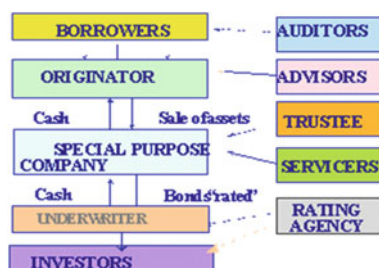 BORROWERS
AUDITORS
ORIGINATOR
ADVISORS
Cash
Sale of assets
TRUSTEE
SPECIAL PURPOSE
COMPANY
SERVICERS
Cash
Bonds "rated"
UNDERWRITER
RATING
AGENCY
INVESTORS